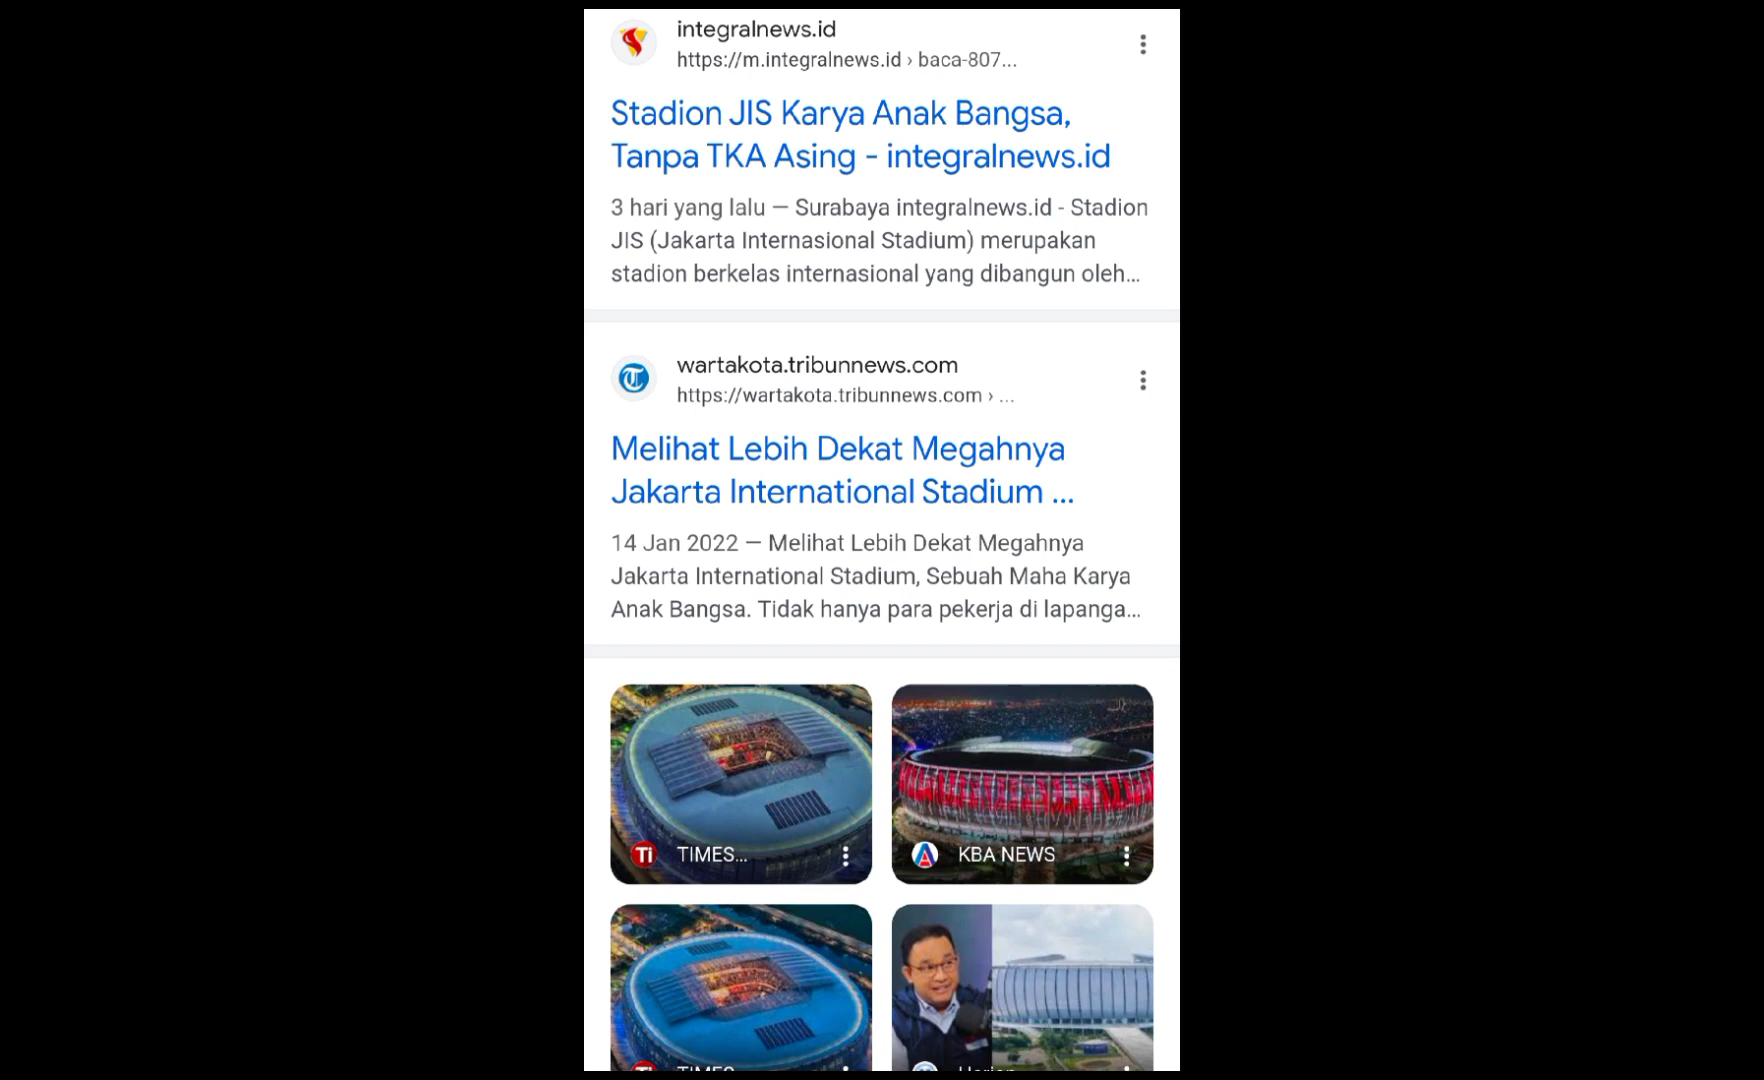 integralnews.id
https://m.integralnews.id › baca-807...
Stadion JIS Karya Anak Bangsa,
Tanpa TKA Asing - integralnews.id
3 hari yang lalu — Surabaya integralnews.id - Stadion
JIS (Jakarta Internasional Stadium) merupakan
stadion berkelas internasional yang dibangun oleh...
wartakota.tribunnews.com
https://wartakota.tribunnews.com › ...
Melihat Lebih Dekat Megahnya
Jakarta International Stadium ...
14 Jan 2022 — Melihat Lebih Dekat Megahnya
Jakarta International Stadium, Sebuah Maha Karya
Anak Bangsa. Tidak hanya para pekerja di lapanga...
Ti TIMES...
KBA NEWS